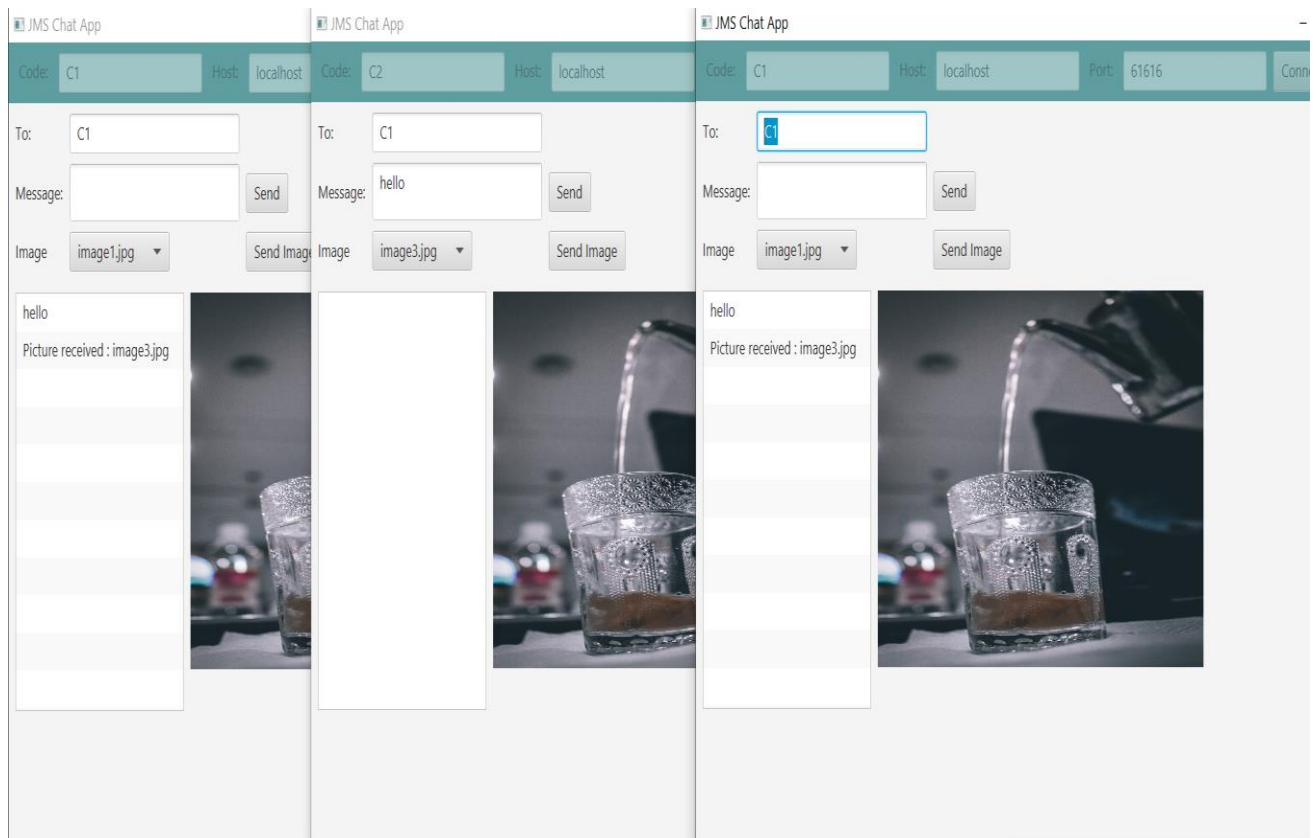 JMS Chat App
Code: C1 Host: localhost
To: C1
Message: Send
Image image1.jpg Send Image
hello
Picture received : image3.jpg
JMS Chat App
Code: C2 Host: localhost
To: C1
Message: hello Send
Image image3.jpg Send Image
JMS Chat App
Code: C1 Host: localhost Port: 61616 Conn
To: C1
Message: Send
Image image1.jpg Send Image
hello
Picture received : image3.jpg